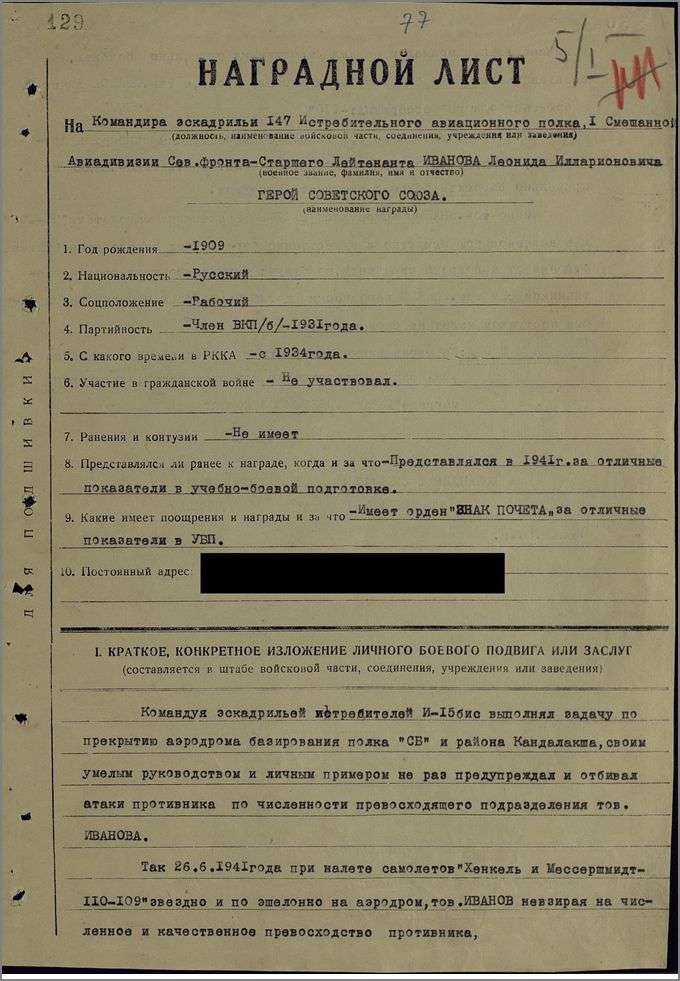 129
77
5/I
НАГРАДНОЙ ЛИСТ
На Командира эскадрильи 147 Истребительного авиационного полка, I Смешанной
(должность, наименование войсковой части, соединения, учреждения или заведения)
Авиадивизии Сев.фронта-Старшего Лейтенанта ИВАНОВА Леонида Илларионовича
(военное звание, фамилия, имя и отчество)
ГЕРОЙ СОВЕТСКОГО СОЮЗА.
(наименование награды)
1. Год рождения -1909
2. Национальность -Русский
3. Соцположение -Рабочий
4. Партийность -Член ВКП/б/-1931года.
5. С какого времени в РККА -с 1934года.
6. Участие в гражданской войне - Не участвовал.
7. Ранения и контузии -Не имеет
8. Представлялся ли ранее к награде, когда и за что-Представлялся в 1941г.за отличные
показатели в учебно-боевой подготовке.
9. Какие имеет поощрения и награды и за что -Имеет орден"ЗНАК ПОЧЕТА„за отличные
показатели в УБП.
10. Постоянный адрес:
ДЛЯ ПОДШИВКИ
I. КРАТКОЕ, КОНКРЕТНОЕ ИЗЛОЖЕНИЕ ЛИЧНОГО БОЕВОГО ПОДВИГА ИЛИ ЗАСЛУГ
(составляется в штабе войсковой части, соединения, учреждения или заведения)
Командуя эскадрильей истребителей И-15бис выполнял задачу по
прекрытию аэродрома базирования полка "СБ" и района Кандалакша,своим
умелым руководством и личным примером не раз предупреждал и отбивал
атаки противника по численности превосходящего подразделения тов.
ИВАНОВА.
Так 26.6.1941года при налете самолетов"Хенкель и Мессершмидт-
110-109"звездно и по эшелонно на аэродром,тов.ИВАНОВ невзирая на чис-
ленное и качественное превосходство противника,